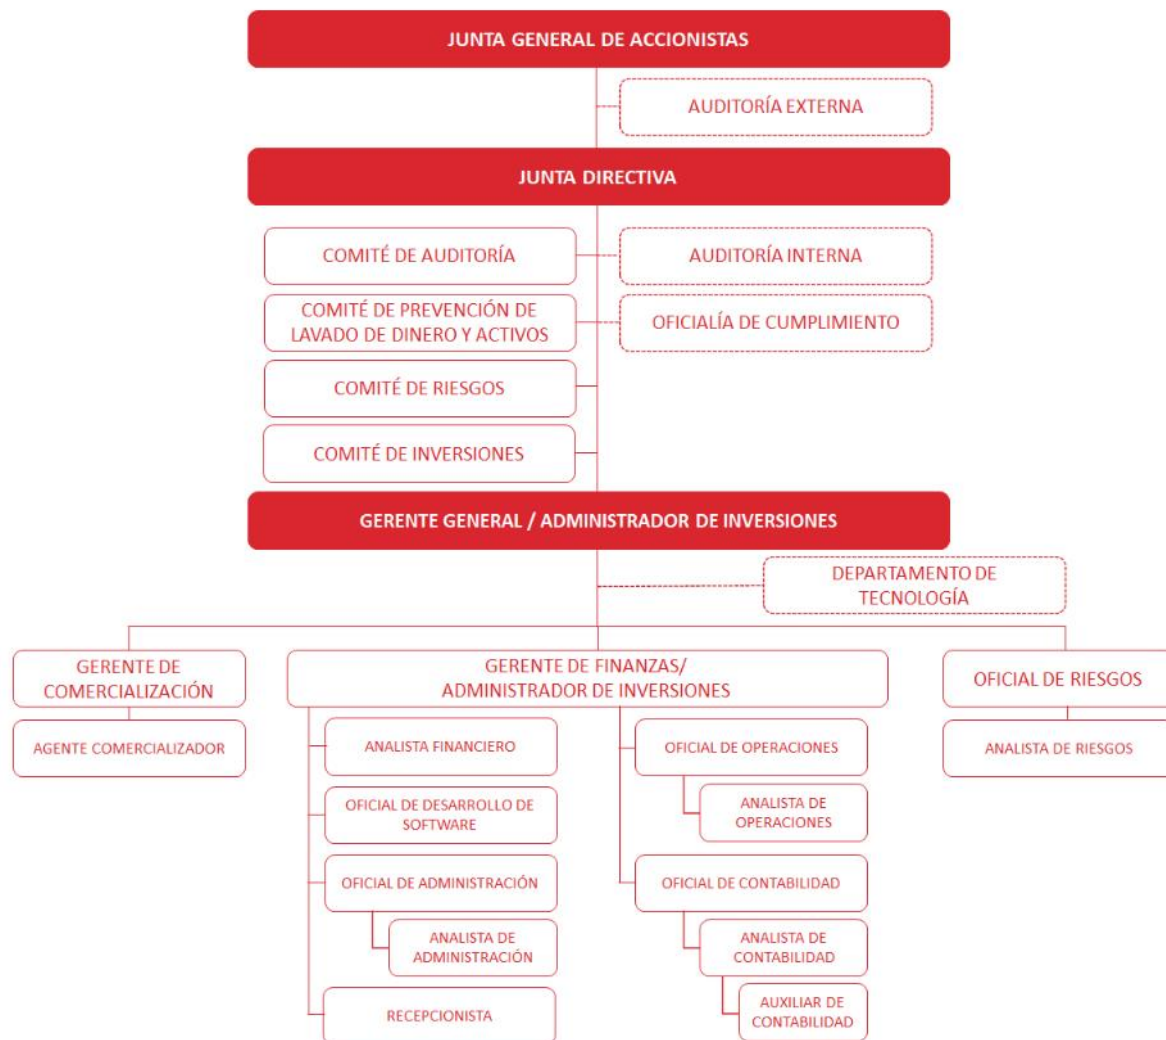 JUNTA GENERAL DE ACCIONISTAS
AUDITORÍA EXTERNA
JUNTA DIRECTIVA
COMITÉ DE AUDITORÍA
AUDITORÍA INTERNA
COMITÉ DE PREVENCIÓN DE
LAVADO DE DINERO Y ACTIVOS
OFICIALÍA DE CUMPLIMIENTO
COMITÉ DE RIESGOS
COMITÉ DE INVERSIONES
GERENTE GENERAL / ADMINISTRADOR DE INVERSIONES
DEPARTAMENTO DE
TECNOLOGÍA
GERENTE DE
COMERCIALIZACIÓN
GERENTE DE FINANZAS/
ADMINISTRADOR DE INVERSIONES
OFICIAL DE RIESGOS
AGENTE COMERCIALIZADOR
ANALISTA FINANCIERO
OFICIAL DE OPERACIONES
ANALISTA DE RIESGOS
OFICIAL DE DESARROLLO DE
SOFTWARE
ANALISTA DE
OPERACIONES
OFICIAL DE ADMINISTRACIÓN
OFICIAL DE CONTABILIDAD
ANALISTA DE
ADMINISTRACIÓN
ANALISTA DE
CONTABILIDAD
RECEPCIONISTA
AUXILIAR DE
CONTABILIDAD